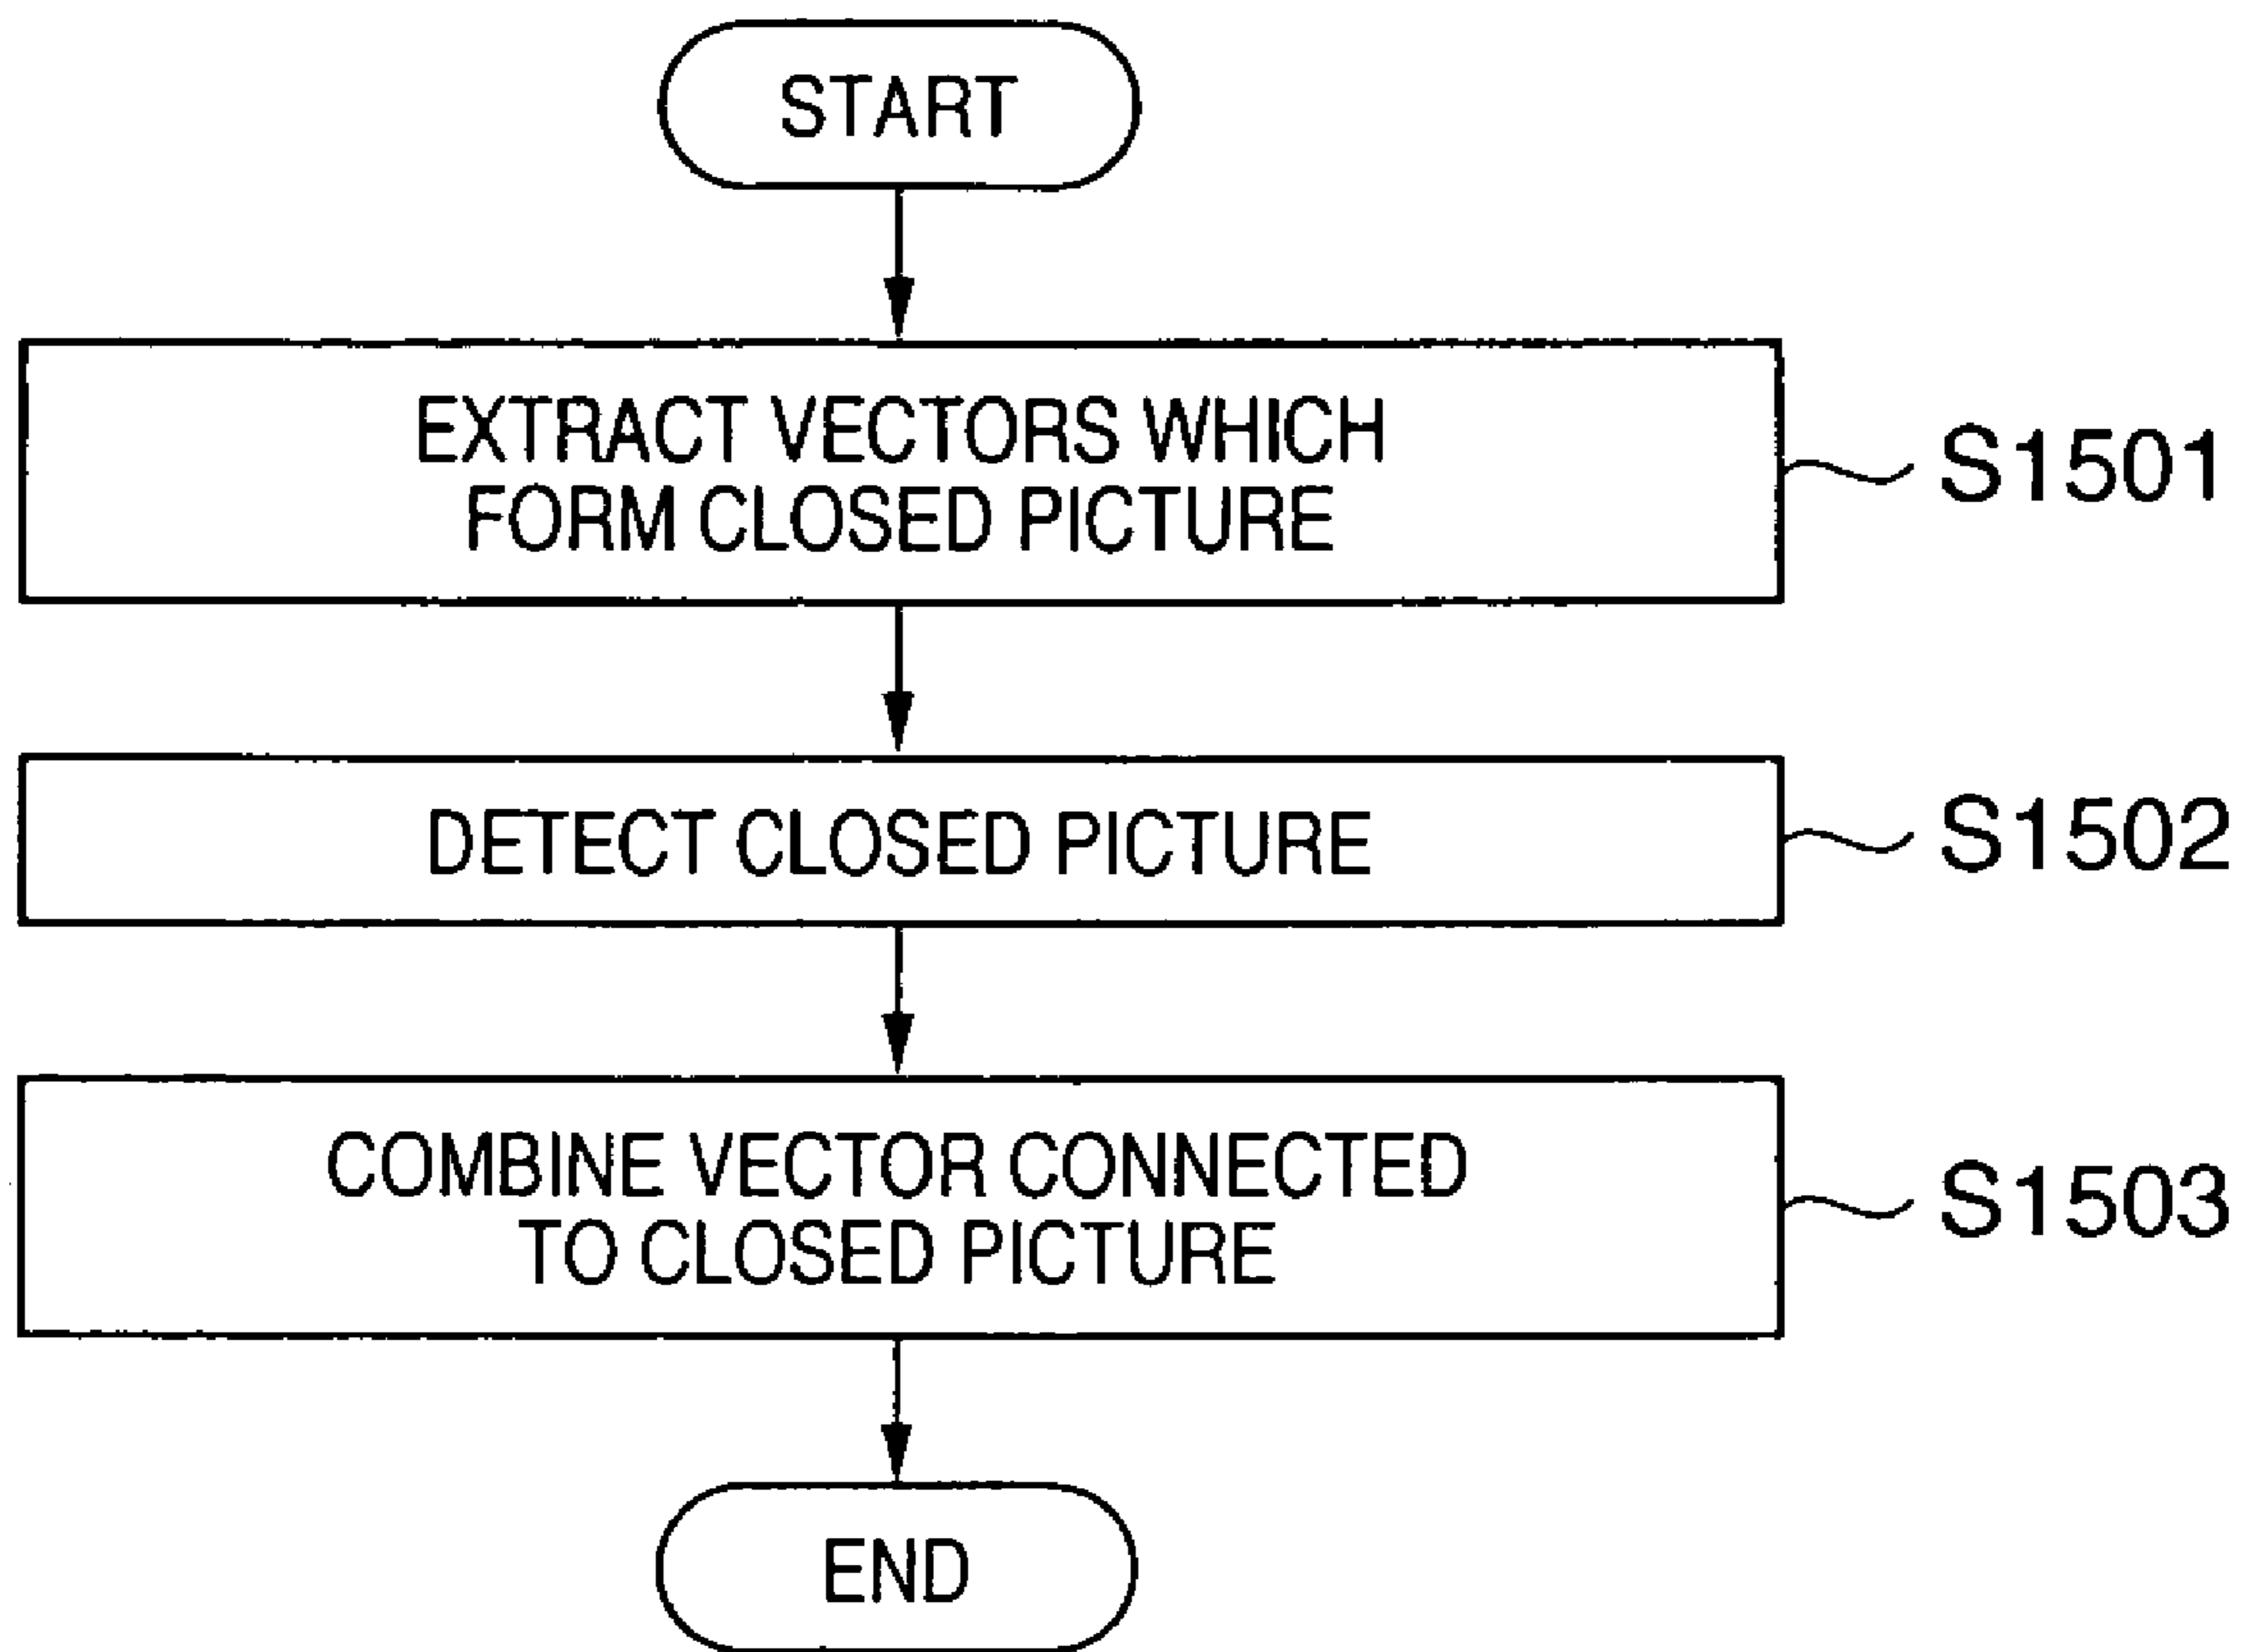 START
EXTRACT VECTORS WHICH
FORM CLOSED PICTURE
S1501
DETECT CLOSED PICTURE
S1502
COMBINE VECTOR CONNECTED
TO CLOSED PICTURE
S1503
END